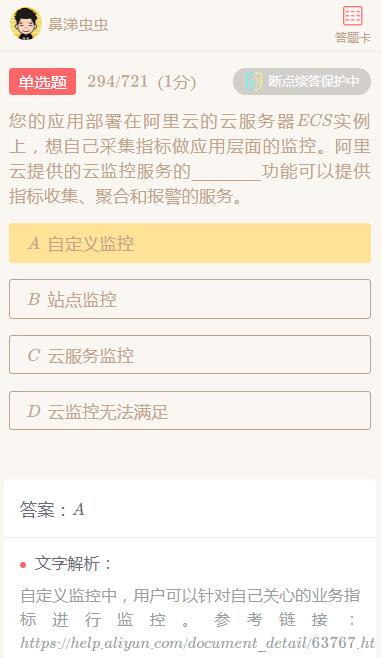 鼻涕虫虫
答题卡
单选题 294/721 (1分) 断点续答保护中
您的应用部署在阿里云的云服务器ECS实例
上，想自己采集指标做应用层面的监控。阿里
云提供的云监控服务的________功能可以提供
指标收集、聚合和报警的服务。
A 自定义监控
B 站点监控
C 云服务监控
D 云监控无法满足
答案：A
文字解析：
自定义监控中，用户可以针对自己关心的业务指
标进行监控。参考链接：
https://help.aliyun.com/document_detail/63767.ht